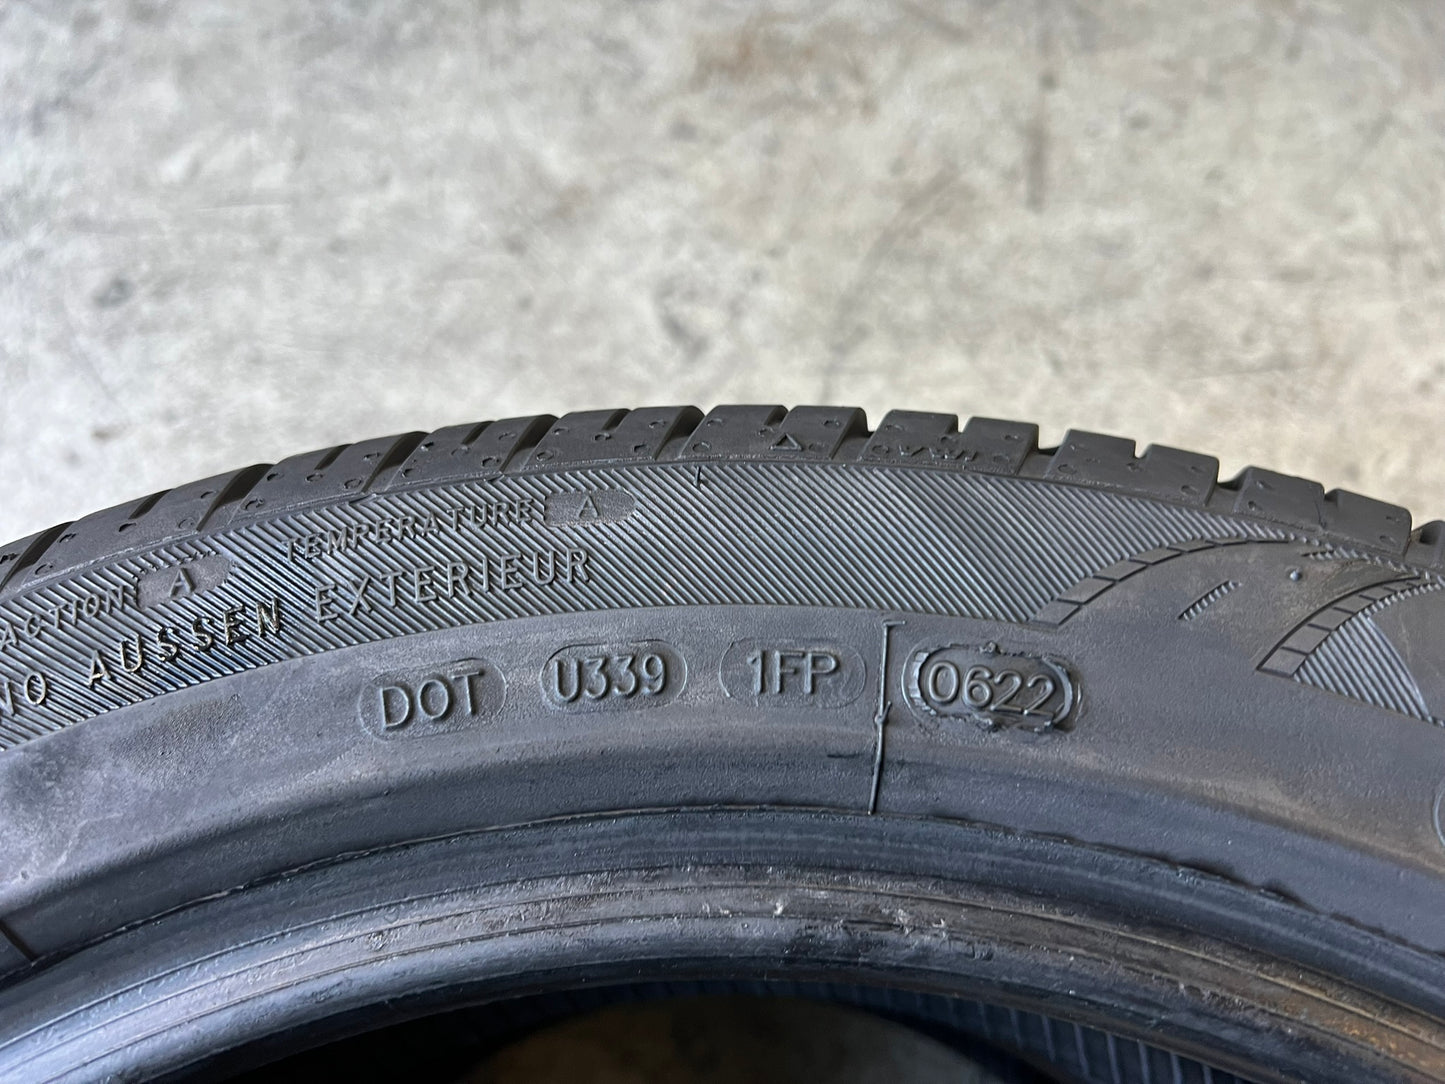 ACTION A TEMPERATURE A
NO AUSSEN EXTERIEUR
DOT U339 1FP 0622